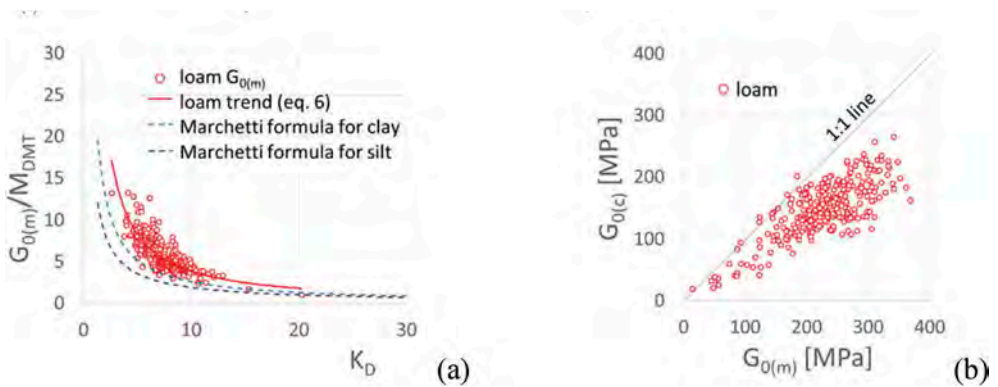 30
25
20
15
10
5
0
G0(m)/MDMT
loam G0(m)
loam trend (eq. 6)
Marchetti formula for clay
Marchetti formula for silt
0 10 20 30
KD
(a)
400
300
200
100
0
G0(c) [MPa]
loam
1:1 line
0 100 200 300 400
G0(m) [MPa]
(b)